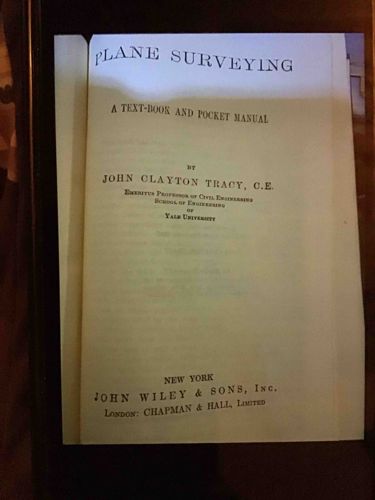 PLANE SURVEYING
A TEXT-BOOK AND POCKET MANUAL
BY
JOHN CLAYTON TRACY, C.E.
EMERITUS PROFESSOR OF CIVIL ENGINEERING
SCHOOL OF ENGINEERING
OF
YALE UNIVERSITY
NEW YORK
JOHN WILEY & SONS, INC.
LONDON: CHAPMAN & HALL, LIMITED